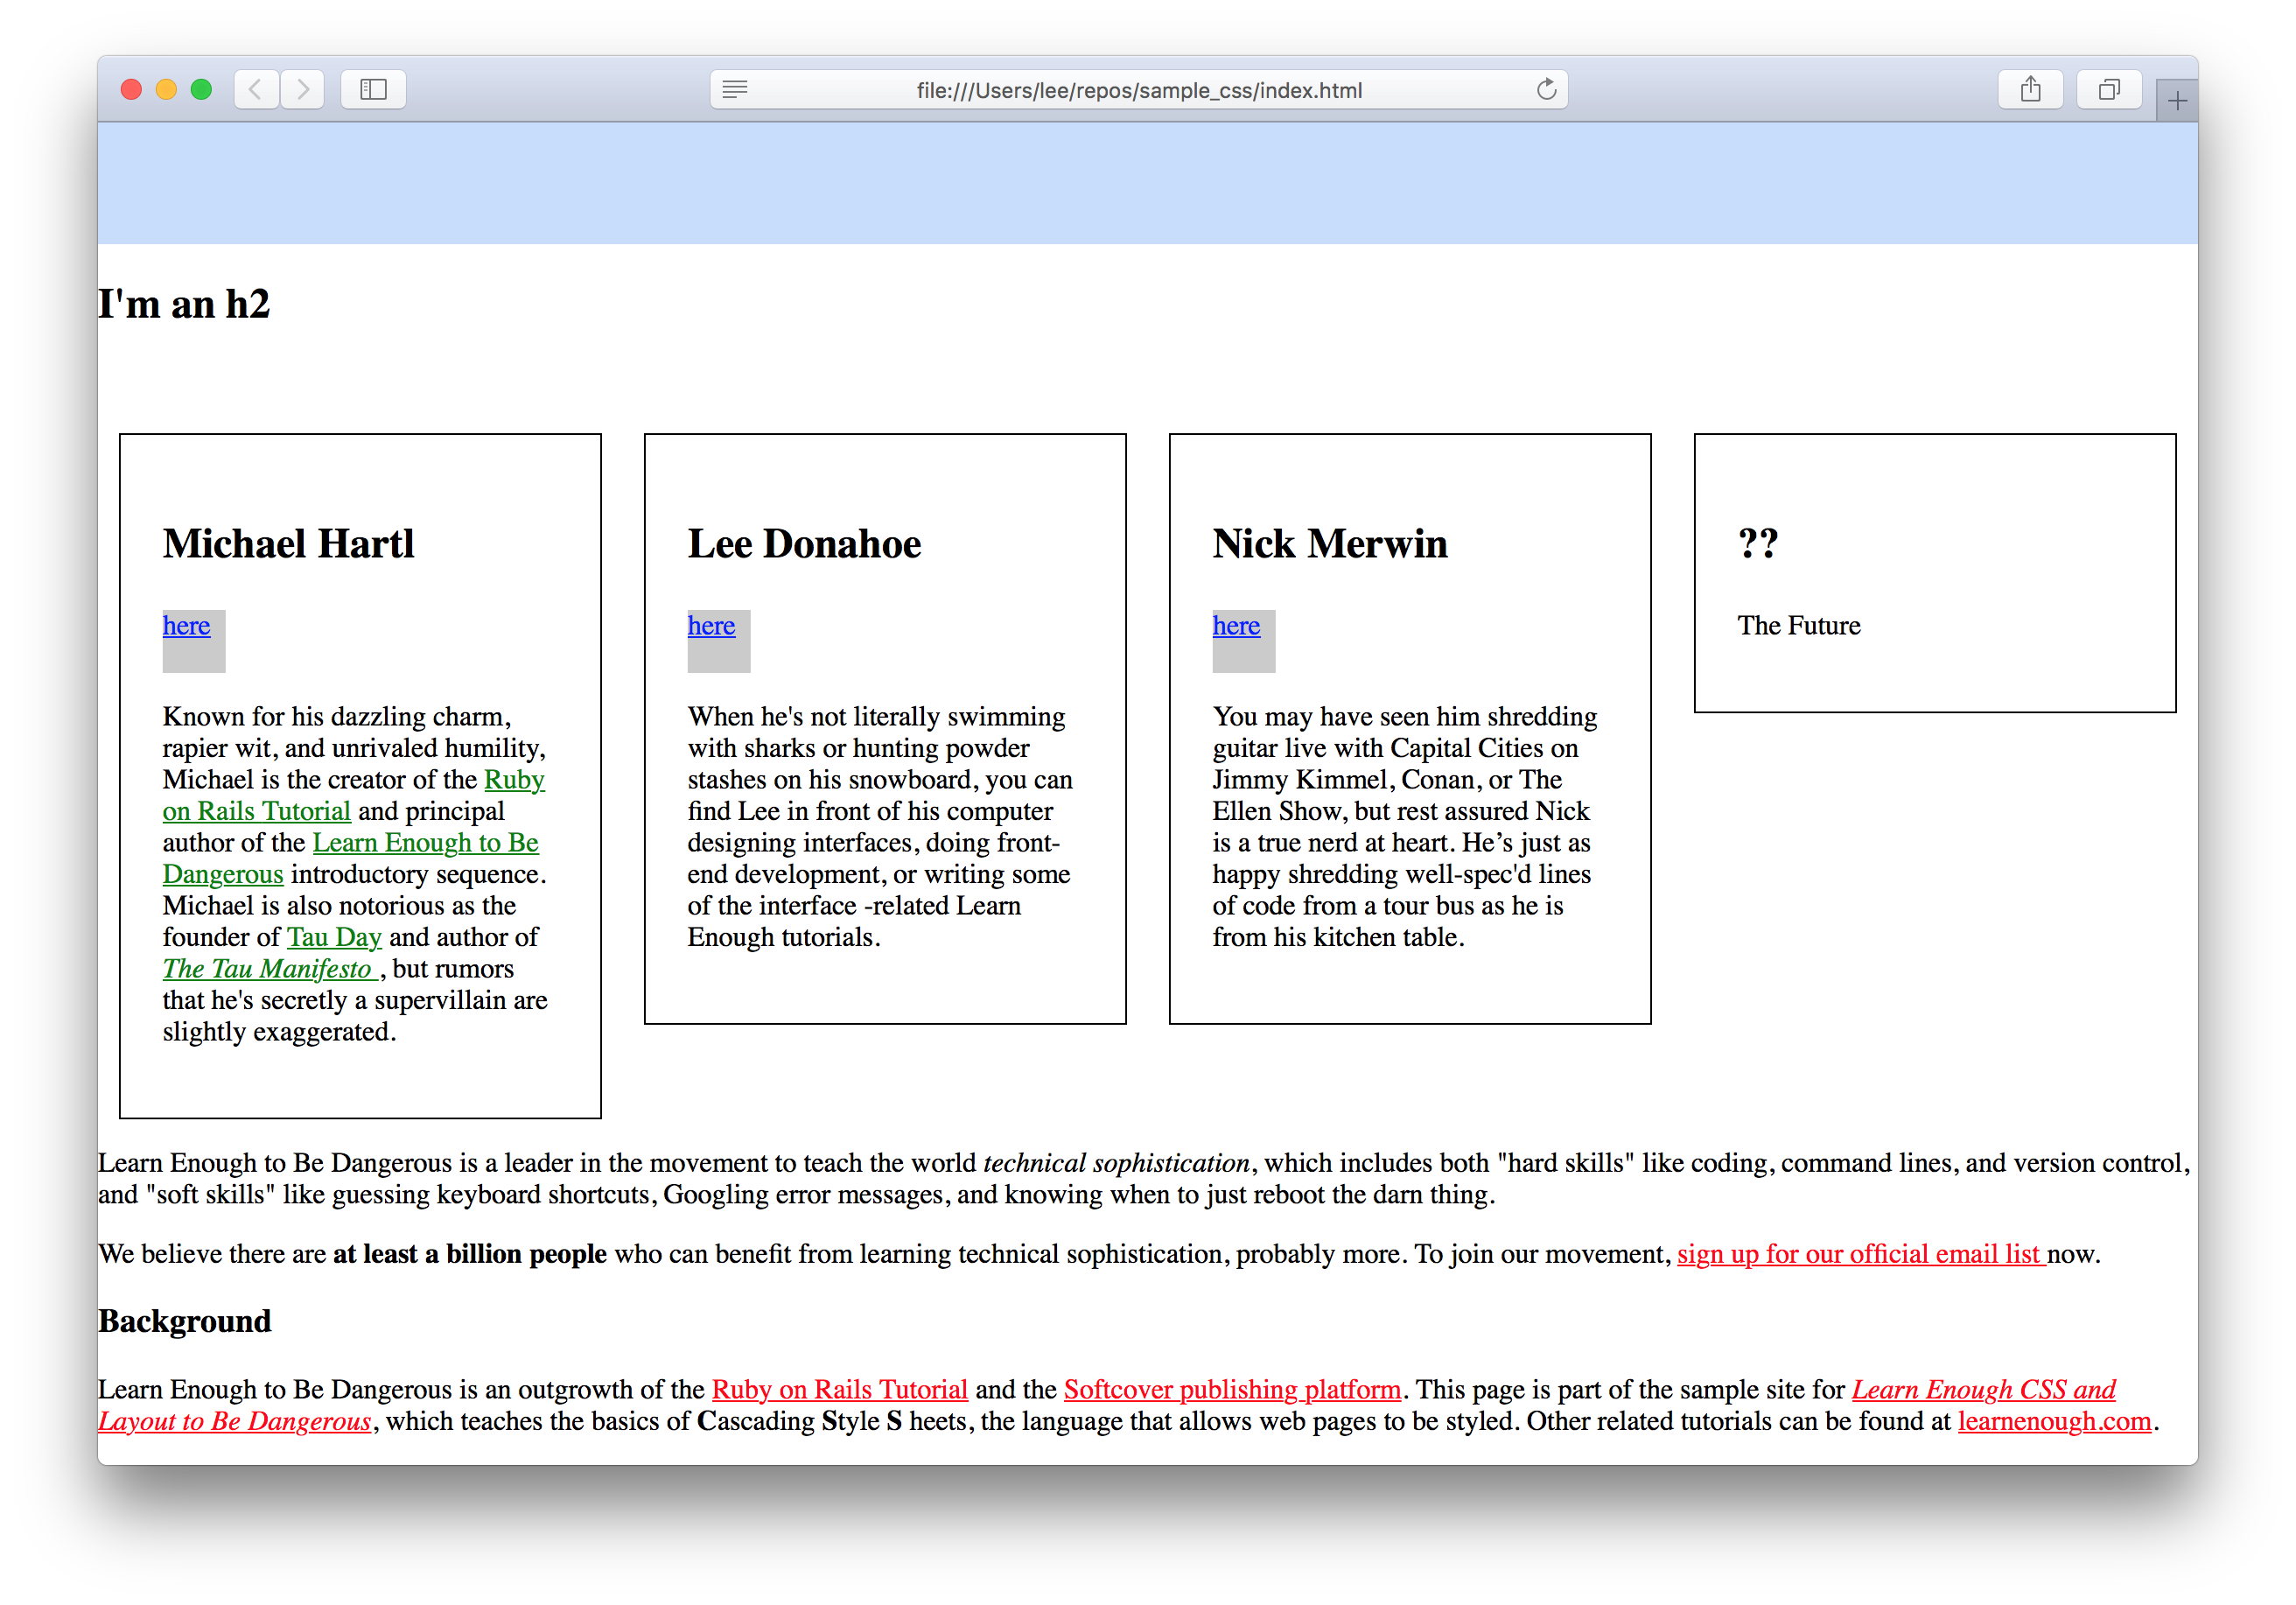 file:///Users/lee/repos/sample_css/index.html
I'm an h2
Michael Hartl
here
Known for his dazzling charm,
rapier wit, and unrivaled humility,
Michael is the creator of the Ruby
on Rails Tutorial and principal
author of the Learn Enough to Be
Dangerous introductory sequence.
Michael is also notorious as the
founder of Tau Day and author of
The Tau Manifesto , but rumors
that he's secretly a supervillain are
slightly exaggerated.
Lee Donahoe
here
When he's not literally swimming
with sharks or hunting powder
stashes on his snowboard, you can
find Lee in front of his computer
designing interfaces, doing front-
end development, or writing some
of the interface -related Learn
Enough tutorials.
Nick Merwin
here
You may have seen him shredding
guitar live with Capital Cities on
Jimmy Kimmel, Conan, or The
Ellen Show, but rest assured Nick
is a true nerd at heart. He’s just as
happy shredding well-spec'd lines
of code from a tour bus as he is
from his kitchen table.
??
The Future
Learn Enough to Be Dangerous is a leader in the movement to teach the world technical sophistication, which includes both "hard skills" like coding, command lines, and version control,
and "soft skills" like guessing keyboard shortcuts, Googling error messages, and knowing when to just reboot the darn thing.
We believe there are at least a billion people who can benefit from learning technical sophistication, probably more. To join our movement, sign up for our official email list now.
Background
Learn Enough to Be Dangerous is an outgrowth of the Ruby on Rails Tutorial and the Softcover publishing platform. This page is part of the sample site for Learn Enough CSS and
Layout to Be Dangerous, which teaches the basics of Cascading Style S heets, the language that allows web pages to be styled. Other related tutorials can be found at learnenough.com.